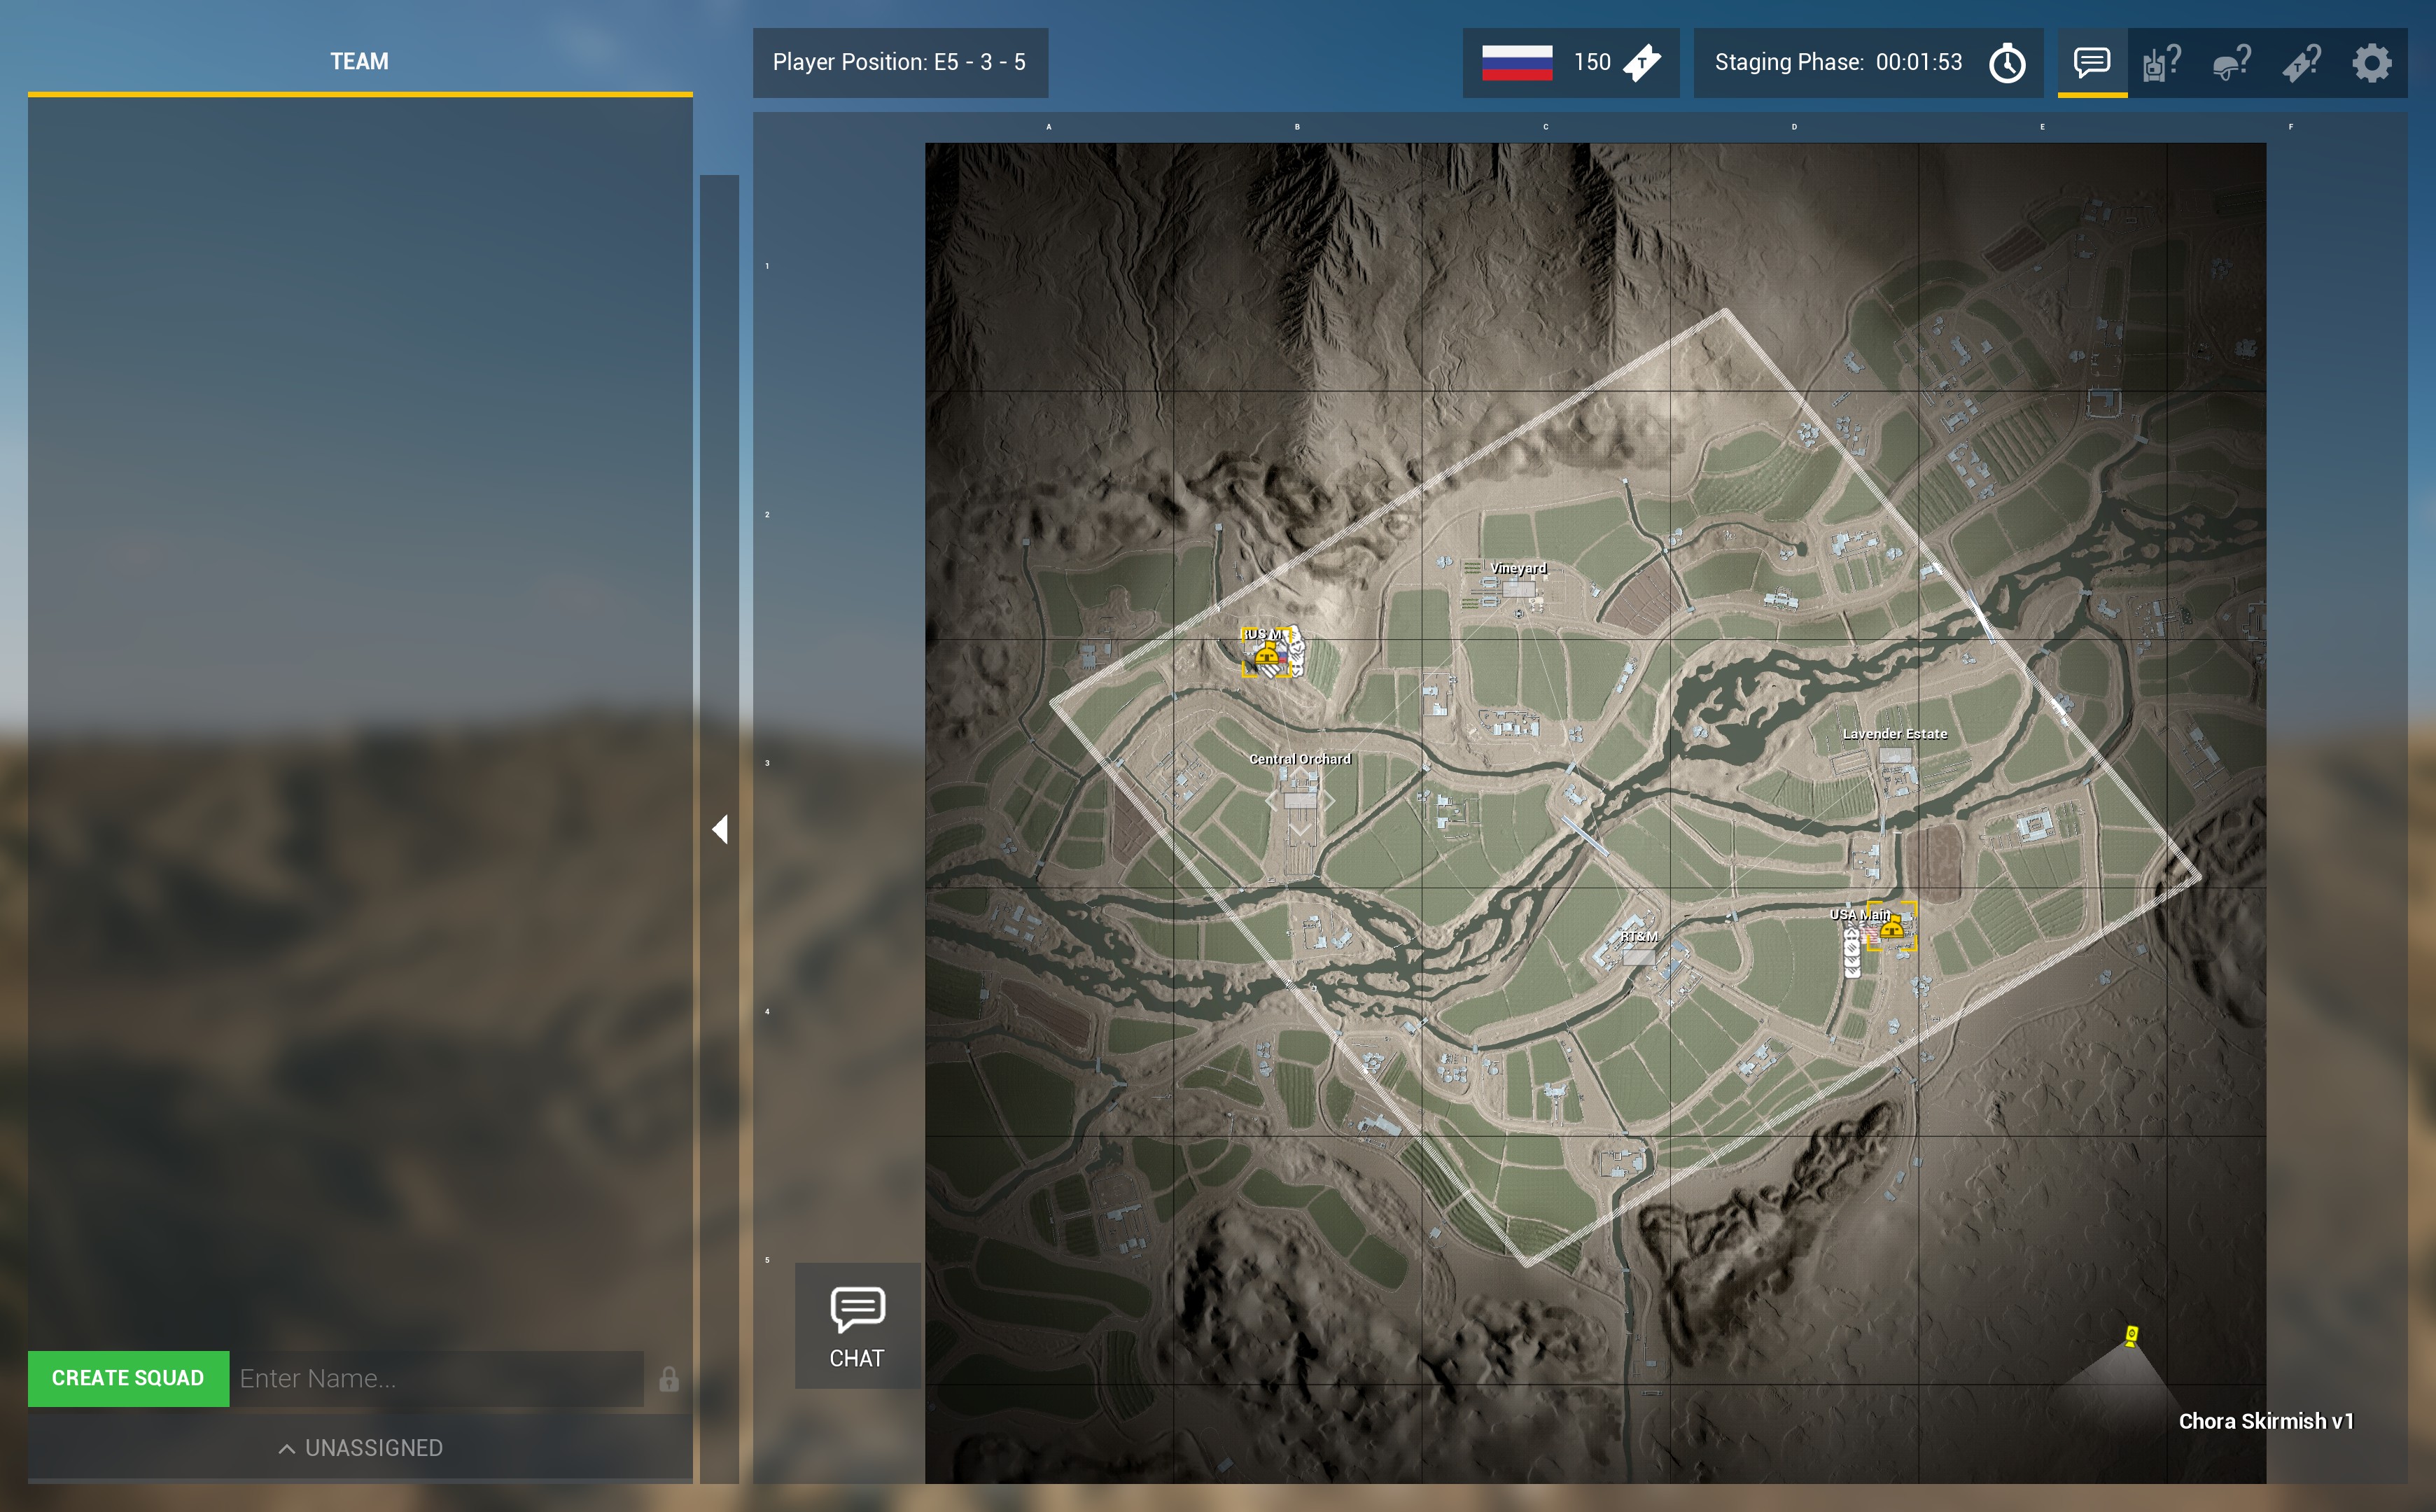 TEAM
Player Position: E5 - 3 - 5
150
Staging Phase: 00:01:53
A B C D E F
1
2
3
4
5
Vineyard
Central Orchard
Lavender Estate
USA Main
RT&M
CHAT
CREATE SQUAD
Enter Name...
UNASSIGNED
Chora Skirmish v1